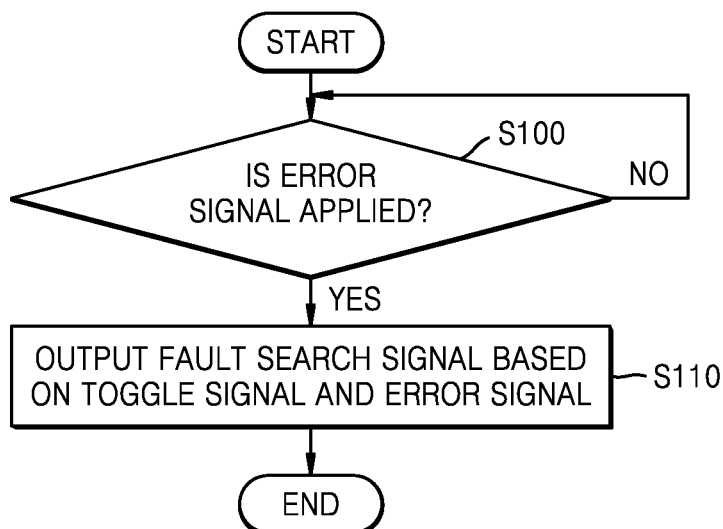 START
S100
IS ERROR
SIGNAL APPLIED?
NO
YES
OUTPUT FAULT SEARCH SIGNAL BASED
ON TOGGLE SIGNAL AND ERROR SIGNAL
S110
END